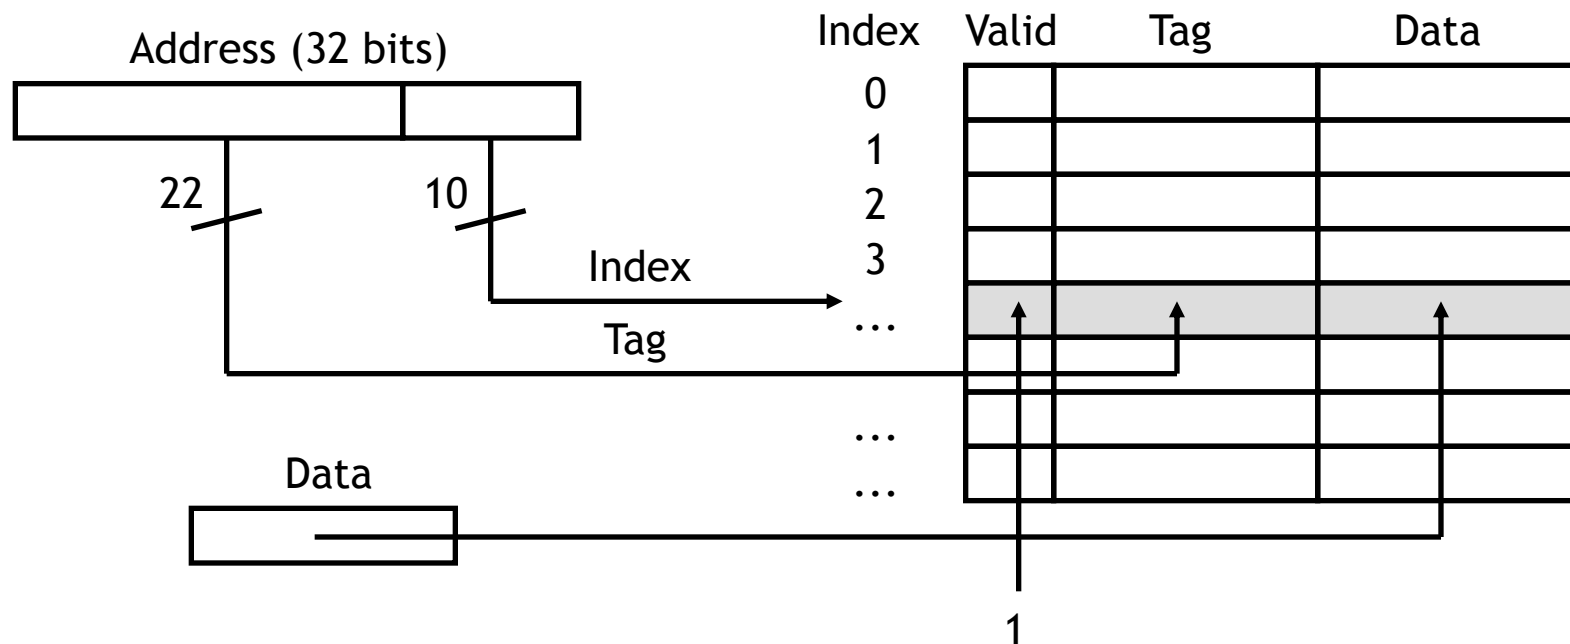 Address (32 bits)
Index Valid Tag Data
0
1
22
10
2
3
Index
...
Tag
...
Data
...
1